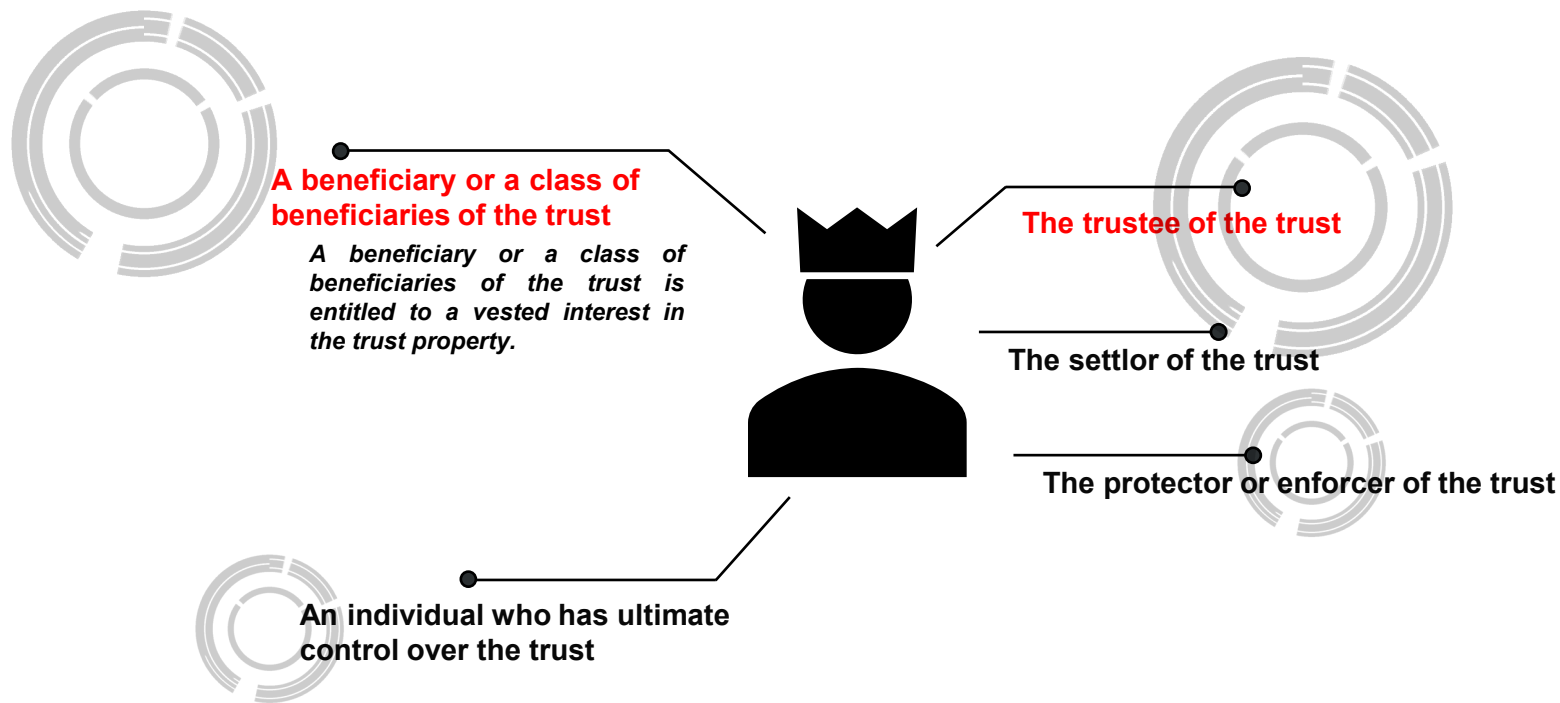 A beneficiary or a class of
beneficiaries of the trust
A beneficiary or a class of
beneficiaries of the trust is
entitled to a vested interest in
the trust property.
The trustee of the trust
The settlor of the trust
The protector or enforcer of the trust
An individual who has ultimate
control over the trust